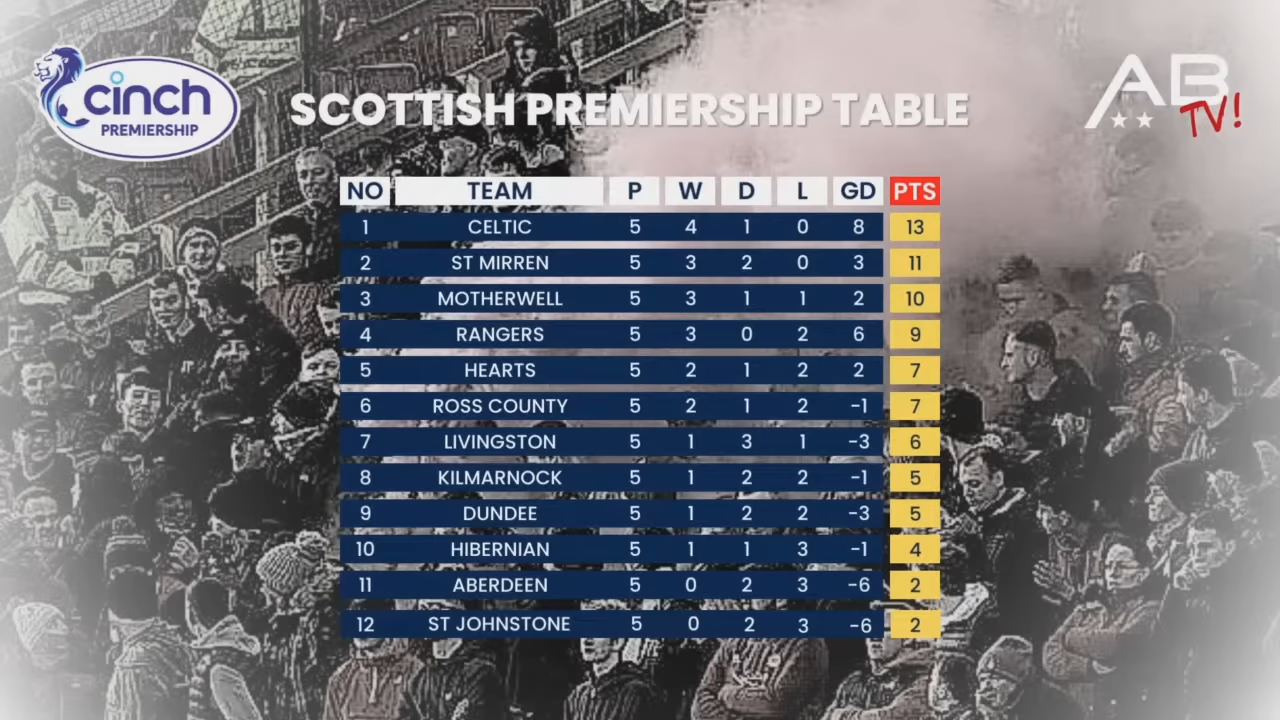 cinch
PREMIERSHIP
SCOTTISH PREMIERSHIP TABLE
AB
TV!
NO TEAM P W D L GD PTS
1 CELTIC 5 4 1 0 8 13
2 ST MIRREN 5 3 2 0 3 11
3 MOTHERWELL 5 3 1 1 2 10
4 RANGERS 5 3 0 2 6 9
5 HEARTS 5 2 1 2 2 7
6 ROSS COUNTY 5 2 1 2 -1 7
7 LIVINGSTON 5 1 3 1 -3 6
8 KILMARNOCK 5 1 2 2 -1 5
9 DUNDEE 5 1 2 2 -3 5
10 HIBERNIAN 5 1 1 3 -1 4
11 ABERDEEN 5 0 2 3 -6 2
12 ST JOHNSTONE 5 0 2 3 -6 2